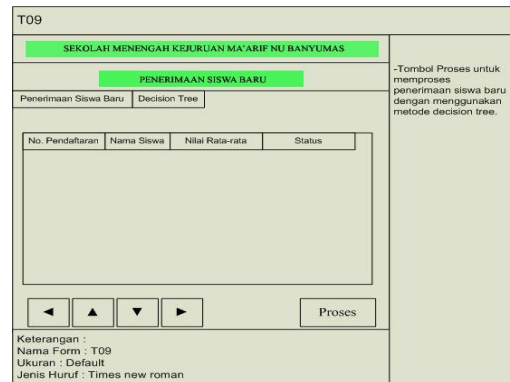 T09
SEKOLAH MENENGAH KEJURUAN MA'ARIF NU BANYUMAS
PENERIMAAN SISWA BARU
Penerimaan Siswa Baru Decision Tree
No. Pendaftaran Nama Siswa Nilai Rata-rata Status
Proses
Keterangan :
Nama Form : T09
Ukuran : Default
Jenis Huruf : Times new roman
-Tombol Proses untuk
memproses
penerimaan siswa baru
dengan menggunakan
metode decision tree.